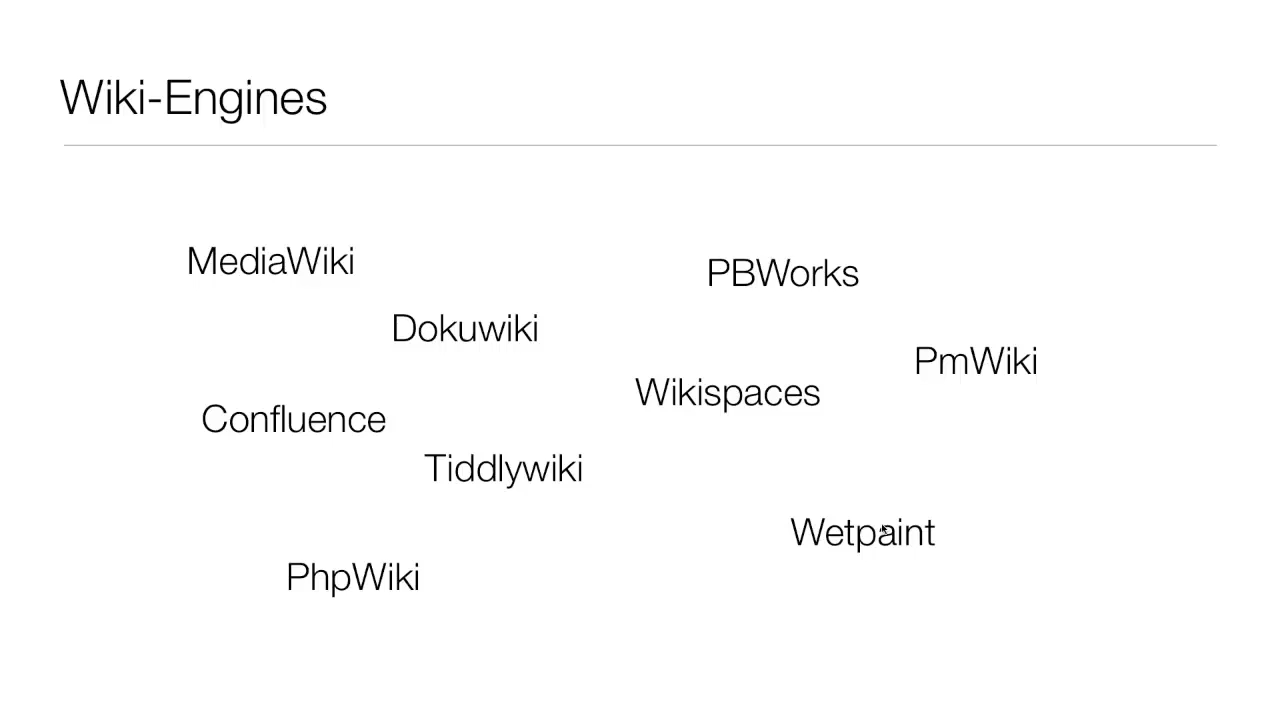 Wiki-Engines
MediaWiki
PBWorks
Dokuwiki
PmWiki
Wikispaces
Confluence
Tiddlywiki
Wetpaint
PhpWiki